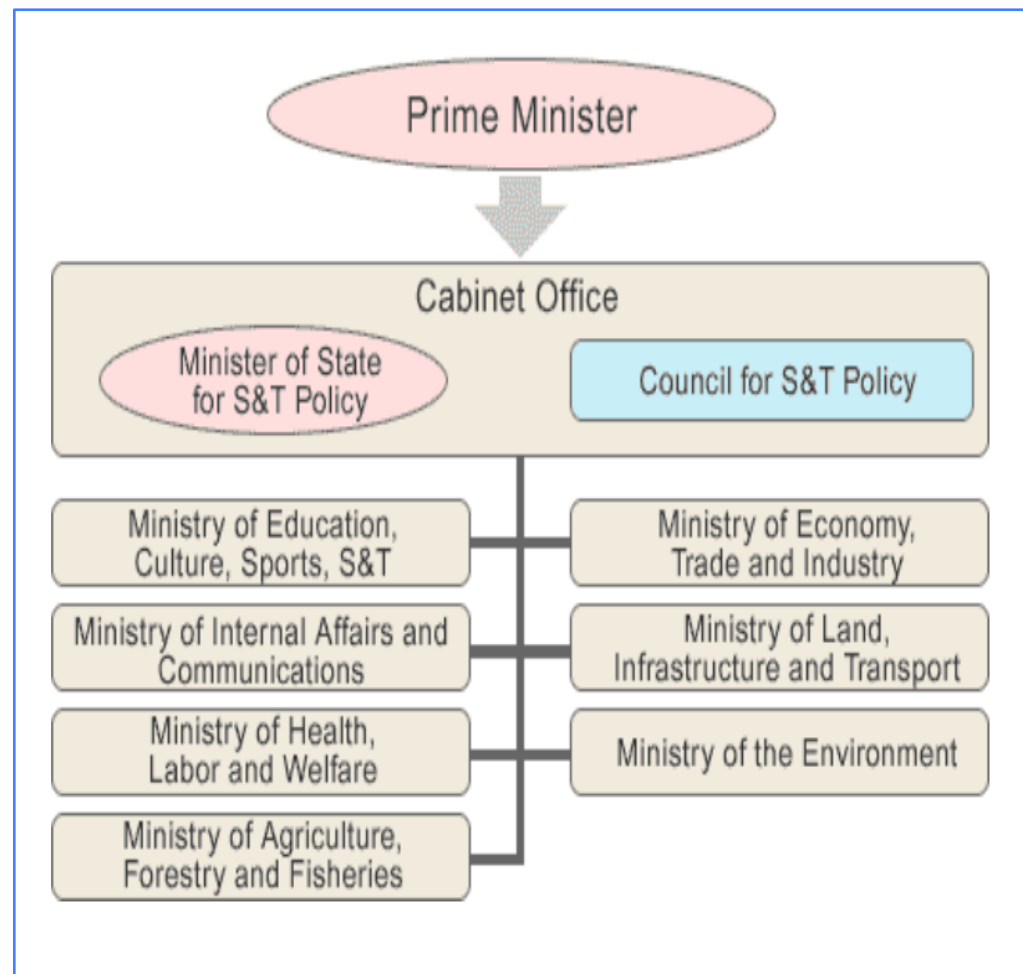 Prime Minister
Cabinet Office
Minister of State
for S&T Policy
Council for S&T Policy
Ministry of Education,
Culture, Sports, S&T
Ministry of Economy,
Trade and Industry
Ministry of Internal Affairs and
Communications
Ministry of Land,
Infrastructure and Transport
Ministry of Health,
Labor and Welfare
Ministry of the Environment
Ministry of Agriculture,
Forestry and Fisheries